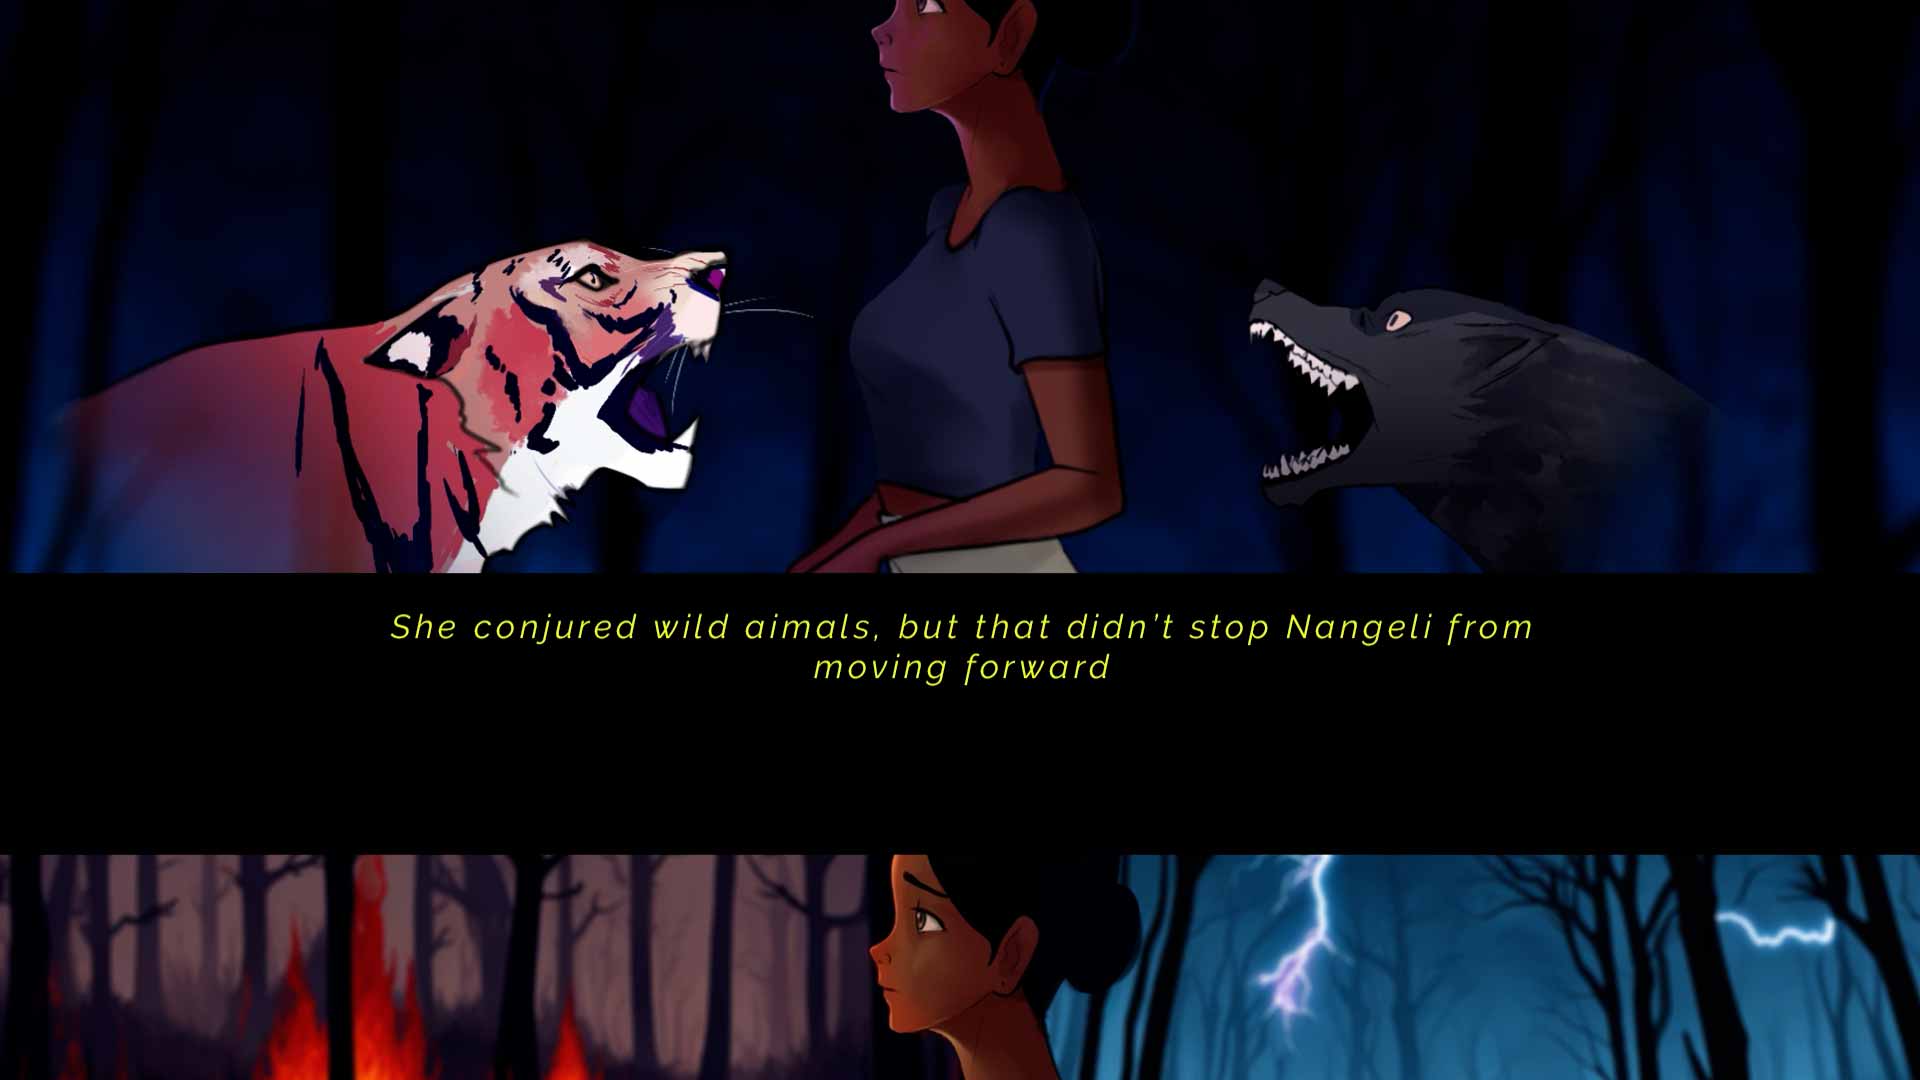 She conjured wild aimals, but that didn’t stop Nangeli from
moving forward